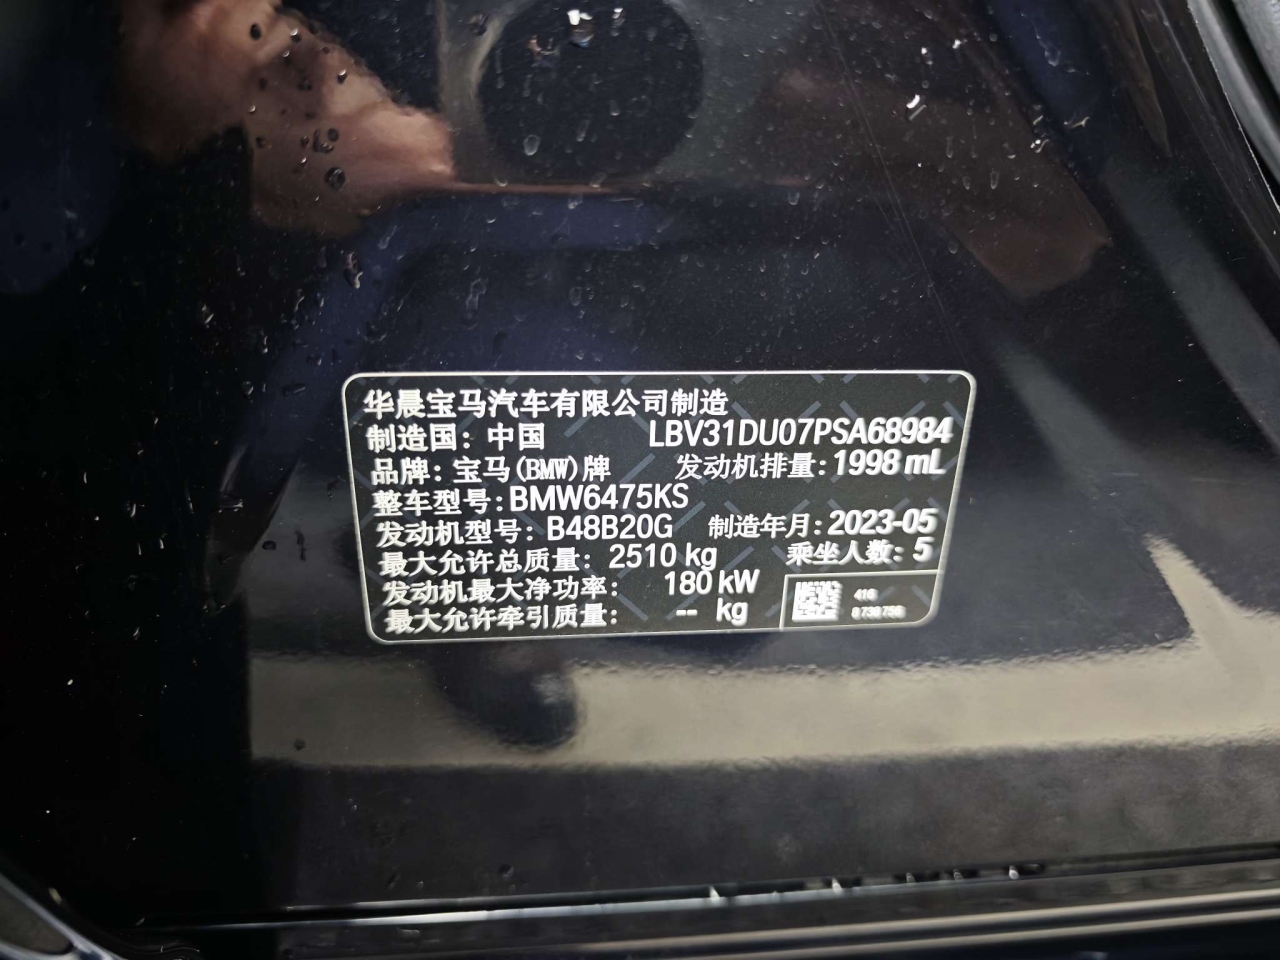 华晨宝马汽车有限公司制造
制造国: 中国 LBV31DU07PSA68984
品牌: 宝马(BMW)牌 发动机排量: 1998 mL
整车型号: BMW6475KS
发动机型号: B48B20G 制造年月: 2023-05
最大允许总质量: 2510 kg 乘坐人数: 5
发动机最大净功率: 180 kW
最大允许牵引质量: -- kg
416
8 736 756